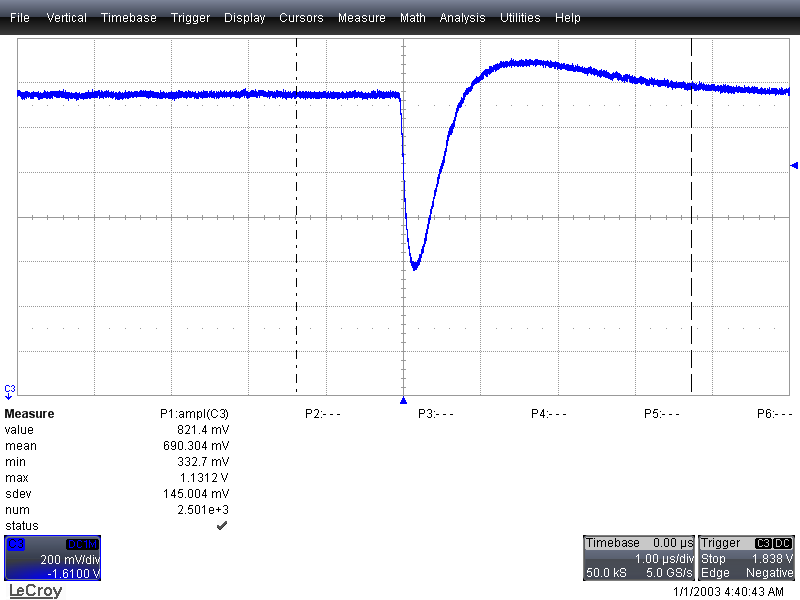 File Vertical Timebase Trigger Display Cursors Measure Math Analysis Utilities Help
C3
Measure P1:ampl(C3) P2:- - - P3:- - - P4:- - - P5:- - - P6:- - -
value 821.4 mV
mean 690.304 mV
min 332.7 mV
max 1.1312 V
sdev 145.004 mV
num 2.501e+3
status ✓
C3 DC1M
200 mV/div
-1.6100 V
Timebase 0.00 µs
1.00 µs/div
50.0 kS 5.0 GS/s
Trigger C3 DC
Stop 1.838 V
Edge Negative
LeCroy
1/1/2003 4:40:43 AM